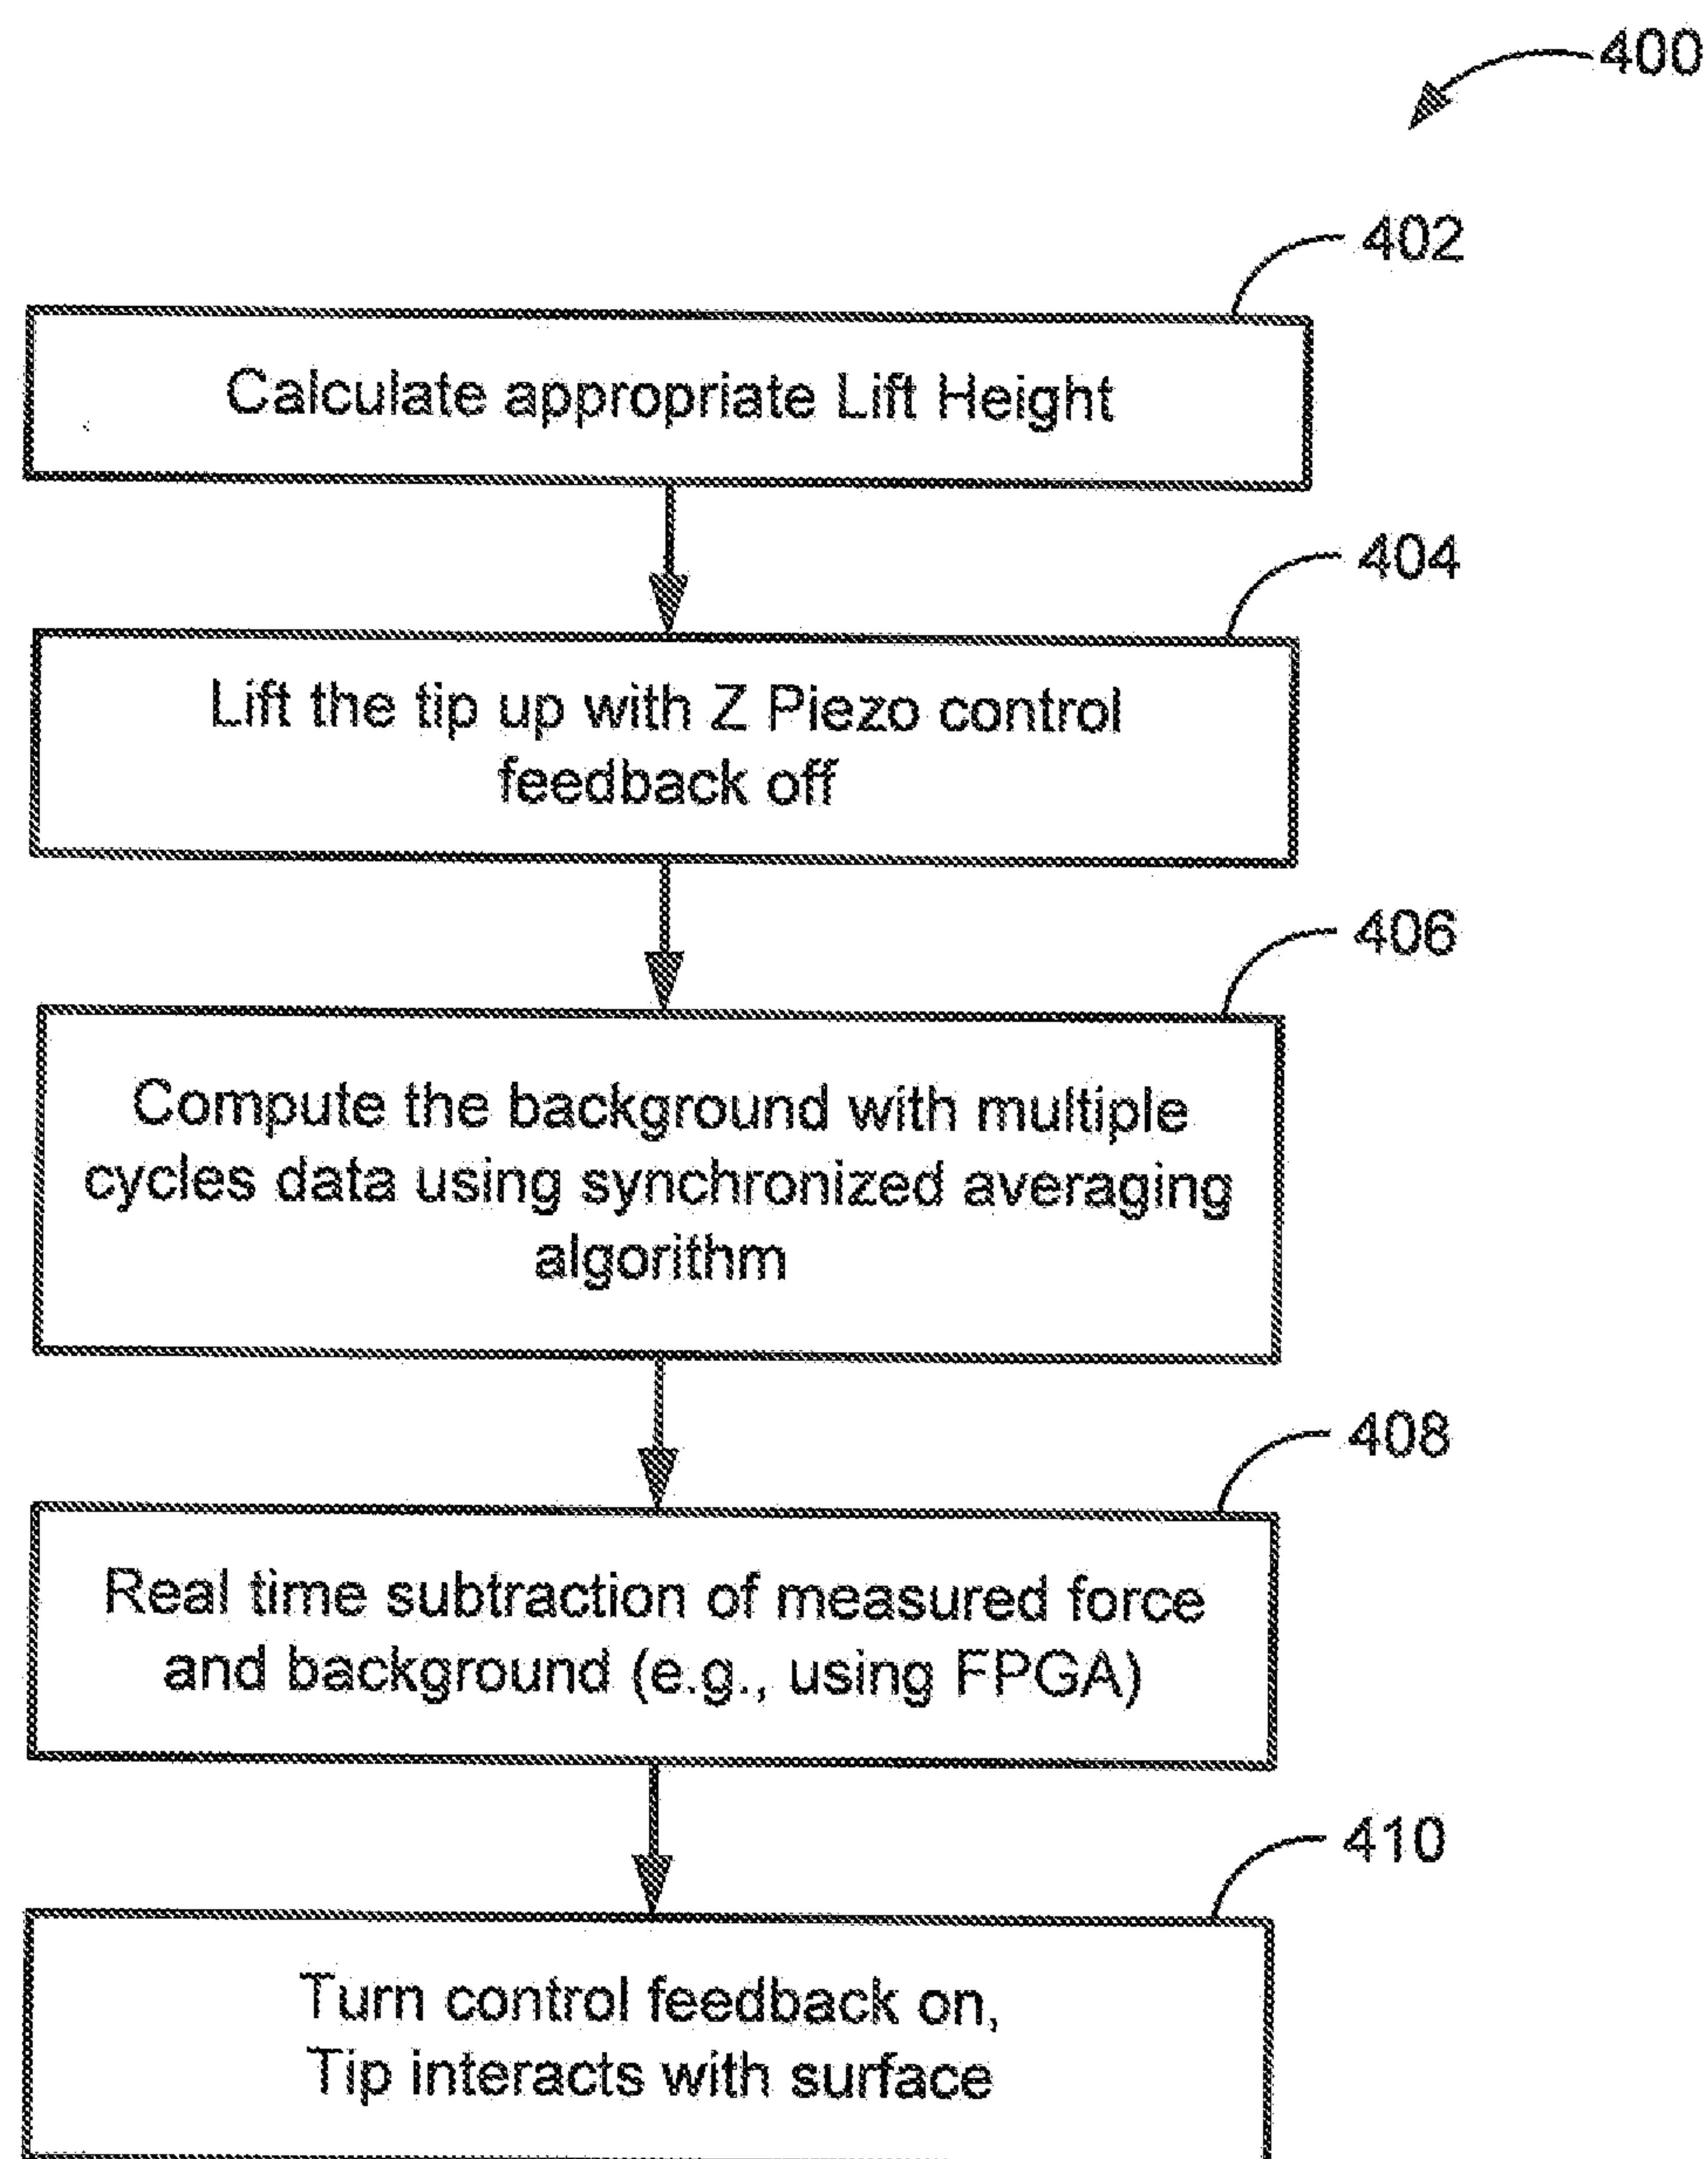 400
402
Calculate appropriate Lift Height
404
Lift the tip up with Z Piezo control
feedback off
406
Compute the background with multiple
cycles data using synchronized averaging
algorithm
408
Real time subtraction of measured force
and background (e.g., using FPGA)
410
Turn control feedback on,
Tip interacts with surface